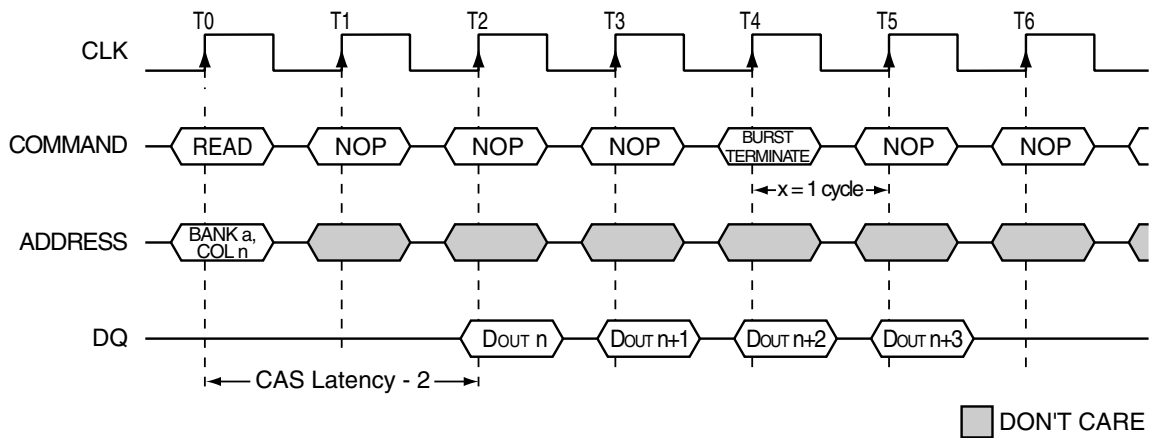 T0 T1 T2 T3 T4 T5 T6
CLK
COMMAND READ NOP NOP NOP BURST TERMINATE NOP NOP
x = 1 cycle
ADDRESS BANK a, COL n
DQ DOUT n DOUT n+1 DOUT n+2 DOUT n+3
CAS Latency - 2
DON'T CARE